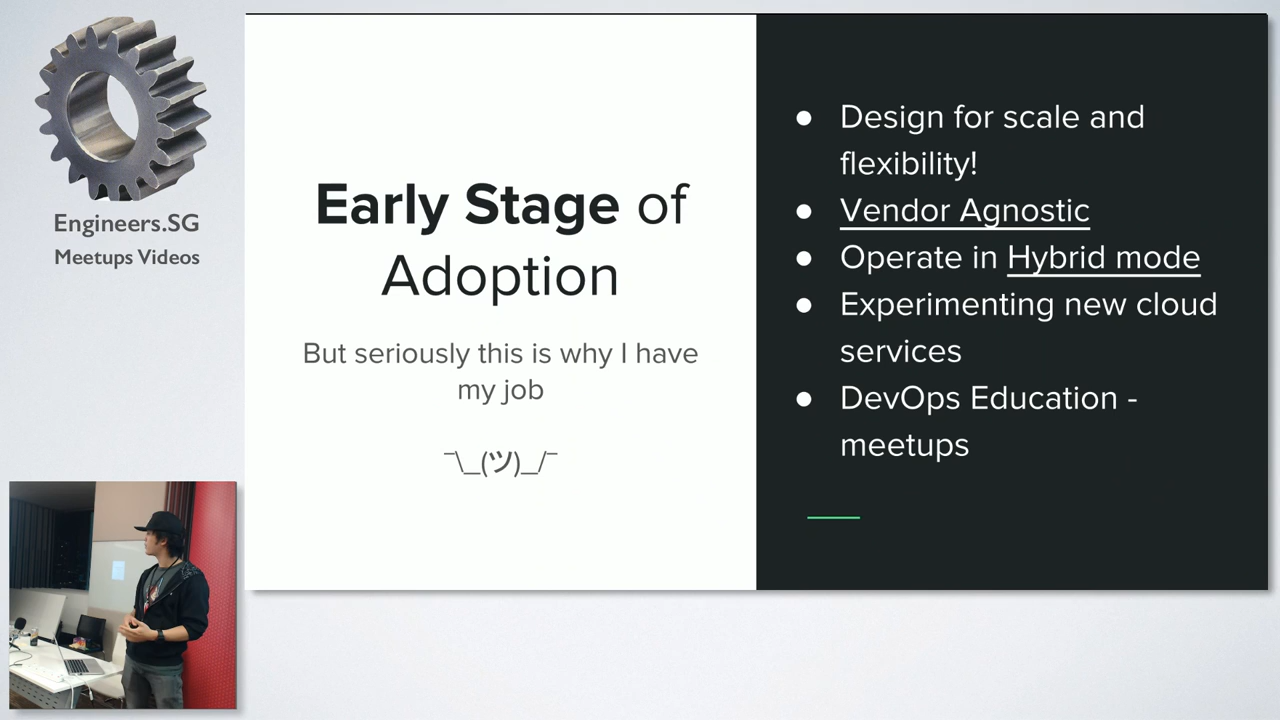 Engineers.SG
Meetups Videos
Early Stage of
Adoption
But seriously this is why I have
my job
¯\_(ツ)_/¯
● Design for scale and
flexibility!
● Vendor Agnostic
● Operate in Hybrid mode
● Experimenting new cloud
services
● DevOps Education -
meetups